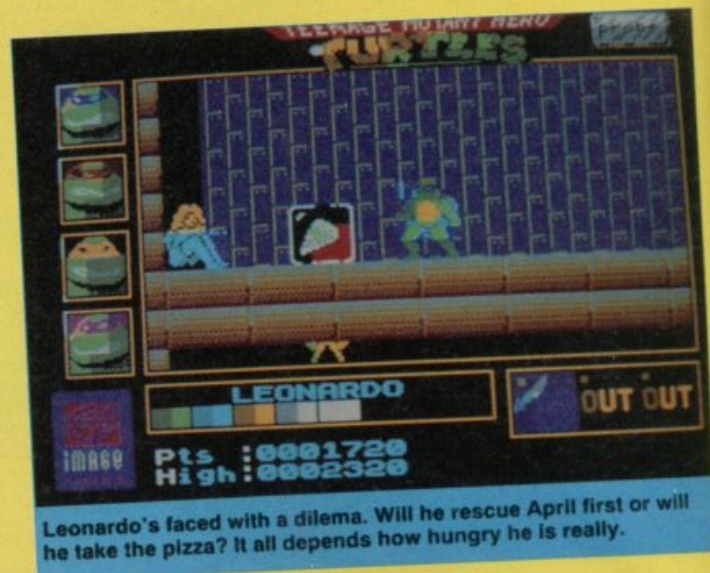 TEENAGE MUTANT HERO
TURTLES
LEONARDO
OUT OUT
IMAGE
Pts :0001720
High:0002320
Leonardo's faced with a dilema. Will he rescue April first or will
he take the pizza? It all depends how hungry he is really.